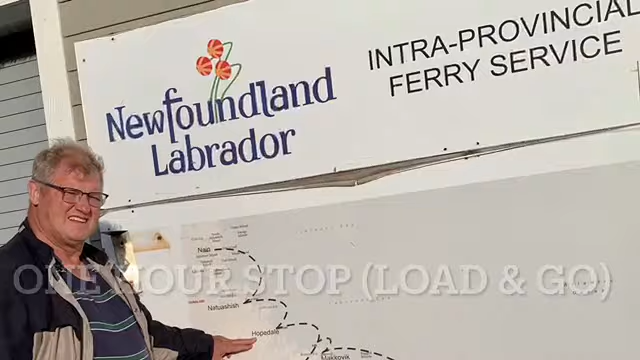 Newfoundland
Labrador
INTRA-PROVINCIAL
FERRY SERVICE
Nain
ONE HOUR STOP (LOAD & GO)
Natuashish
Hopedale
Makkovik